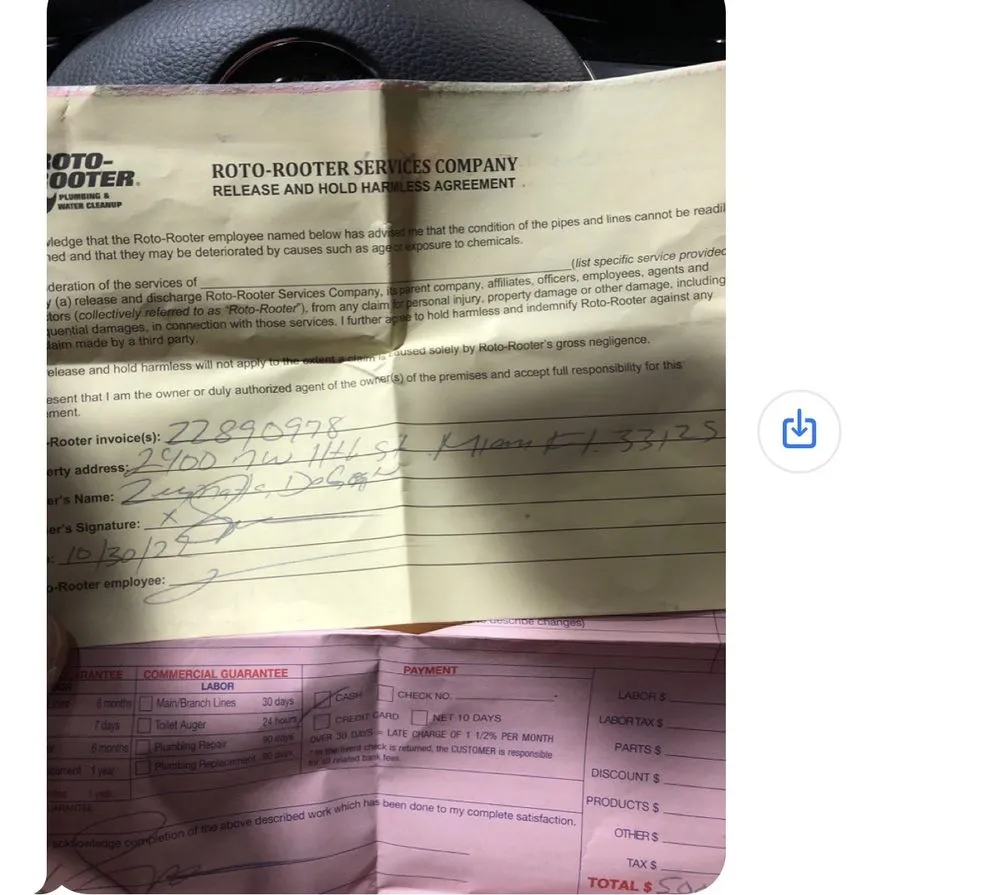 ROTO-
ROOTER®
PLUMBING &
WATER CLEANUP
ROTO-ROOTER SERVICES COMPANY
RELEASE AND HOLD HARMLESS AGREEMENT
ledge that the Roto-Rooter employee named below has advised me that the condition of the pipes and lines cannot be readil
ned and that they may be deteriorated by causes such as age or exposure to chemicals.
deration of the services of (list specific service provided
y (a) release and discharge Roto-Rooter Services Company, its parent company, affiliates, officers, employees, agents and
tors (collectively referred to as "Roto-Rooter"), from any claim for personal injury, property damage or other damage, including
quential damages, in connection with those services. I further agree to hold harmless and indemnify Roto-Rooter against any
laim made by a third party.
elease and hold harmless will not apply to the extent a claim is caused solely by Roto-Rooter's gross negligence.
esent that I am the owner or duly authorized agent of the owner(s) of the premises and accept full responsibility for this
ment.
-Rooter invoice(s): 22890978
erty address: 2400 NW 11th St. Miami Fl. 33125
er's Name:
er's Signature: X
: 10/30/22
o-Rooter employee:
describe changes)
RANTEE COMMERCIAL GUARANTEE PAYMENT
LABOR
6 months Main/Branch Lines 30 days CASH CHECK NO. LABOR $
7 days Toilet Auger 24 hours CREDIT CARD NET 10 DAYS LABOR TAX $
6 months Plumbing Repair 90 days OVER 30 DAYS = LATE CHARGE OF 1 1/2% PER MONTH PARTS $
1 year Plumbing Replacement 90 days * In the event check is returned, the CUSTOMER is responsible
for all related bank fees.
1 year DISCOUNT $
ARANTEE PRODUCTS $
acknowledge completion of the above described work which has been done to my complete satisfaction.
OTHER $
TAX $
TOTAL $ 50